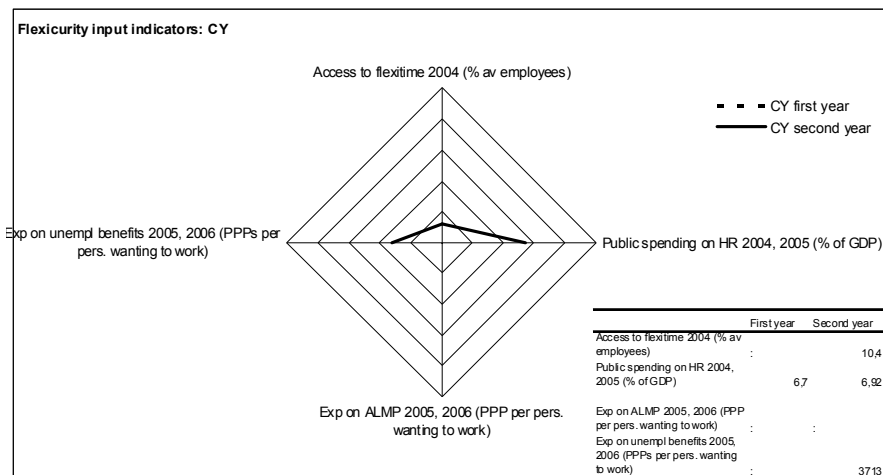 Flexicurity input indicators: CY
Access to flexitime 2004 (% av employees)
CY first year
CY second year
Exp on unempl benefits 2005, 2006 (PPPs per
pers. wanting to work)
Public spending on HR 2004, 2005 (% of GDP)
Exp on ALMP 2005, 2006 (PPP per pers.
wanting to work)
First year Second year
Access to flexitime 2004 (% av
employees) : 10,4
Public spending on HR 2004,
2005 (% of GDP) 6,7 6,92
Exp on ALMP 2005, 2006 (PPP
per pers. wanting to work) : :
Exp on unempl benefits 2005,
2006 (PPPs per pers. wanting
to work) : 3713